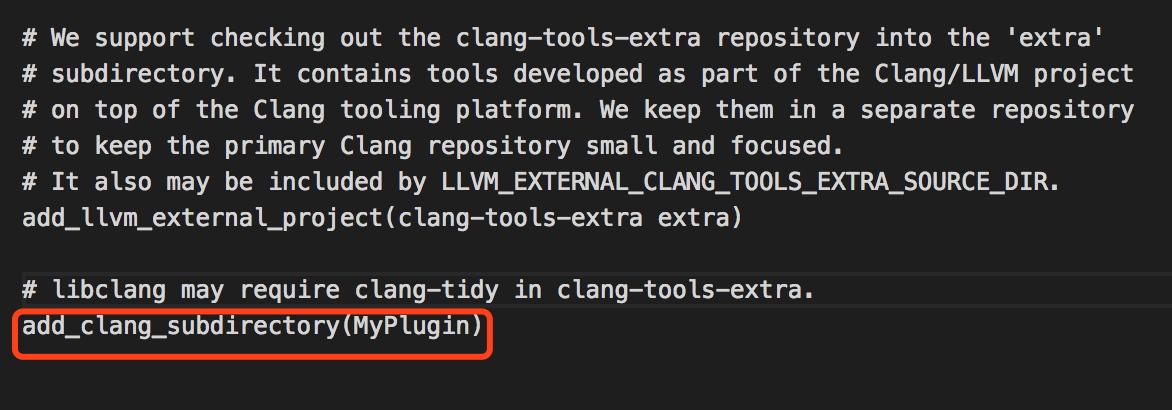 # We support checking out the clang-tools-extra repository into the 'extra'
# subdirectory. It contains tools developed as part of the Clang/LLVM project
# on top of the Clang tooling platform. We keep them in a separate repository
# to keep the primary Clang repository small and focused.
# It also may be included by LLVM_EXTERNAL_CLANG_TOOLS_EXTRA_SOURCE_DIR.
add_llvm_external_project(clang-tools-extra extra)
# libclang may require clang-tidy in clang-tools-extra.
add_clang_subdirectory(MyPlugin)